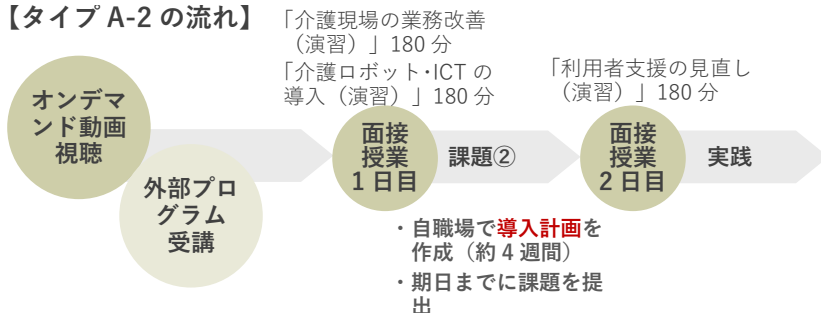 【タイプ A-2 の流れ】
「介護現場の業務改善
（演習）」180 分
「介護ロボット・ICT の
導入（演習）」180 分
「利用者支援の見直し
（演習）」180 分
オンデマ
ンド動画
視聴
外部プロ
グラム
受講
面接
授業
1 日目
課題②
面接
授業
2 日目
実践
・自職場で導入計画を
作成（約 4 週間）
・期日までに課題を提
出